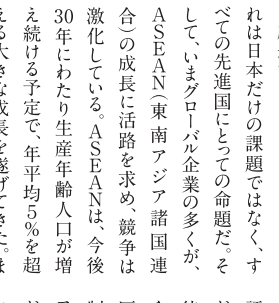 れは日本だけの課題ではなく、す
べての先進国にとっての命題だ。そ
して、いまグローバル企業の多くが、
ASEAN(東南アジア諸国連
合)の成長に活路を求め、競争は
激化している。ASEANは、今後
30年にわたり生産年齢人口が増
え続ける予定で、年平均5%を超
える大きな成長を遂げてきた。ま